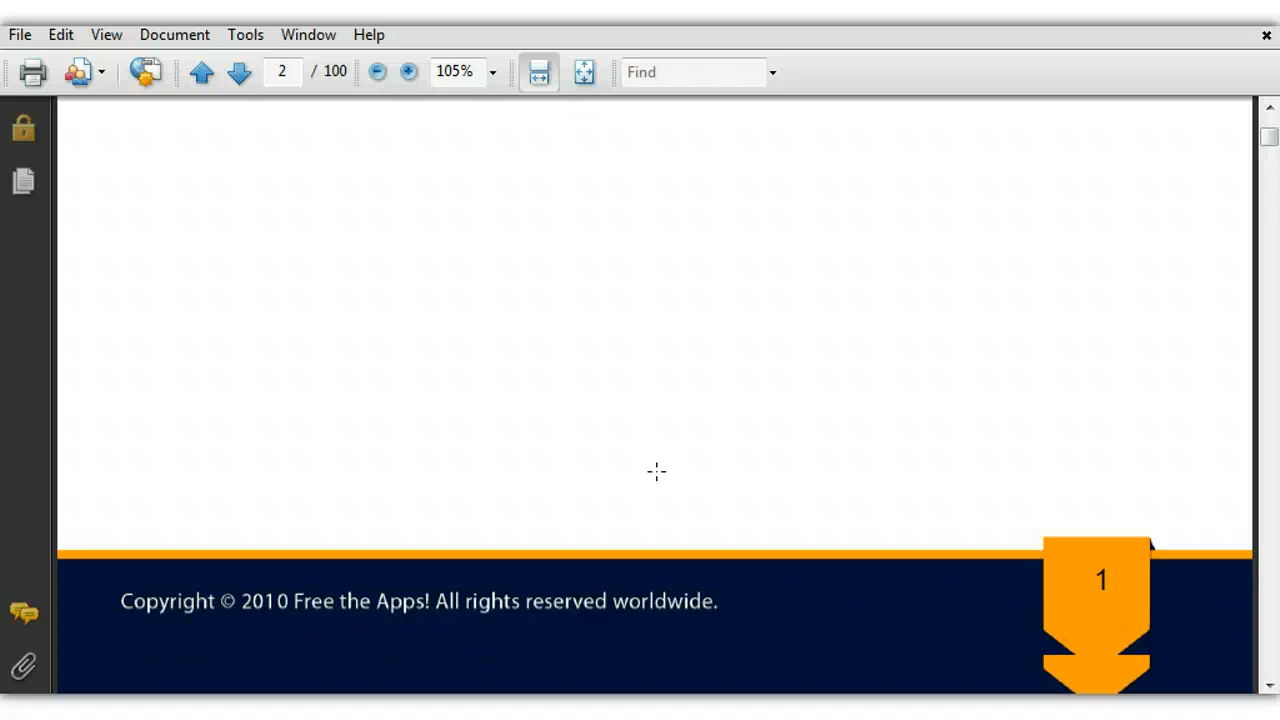 File Edit View Document Tools Window Help
2 / 100 105% Find
1
Copyright © 2010 Free the Apps! All rights reserved worldwide.